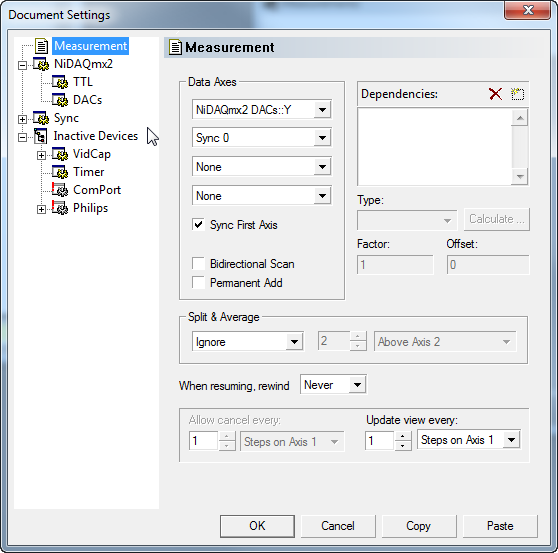 Document Settings
Measurement
NiDAQmx2
TTL
DACs
Sync
Inactive Devices
VidCap
Timer
ComPort
Philips
Measurement
Data Axes
NiDAQmx2 DACs::Y
Sync 0
None
None
Sync First Axis
Bidirectional Scan
Permanent Add
Dependencies:
Type:
Calculate ...
Factor:
Offset:
1
0
Split & Average
Ignore
2
Above Axis 2
When resuming, rewind
Never
Allow cancel every:
1
Steps on Axis 1
Update view every:
1
Steps on Axis 1
OK
Cancel
Copy
Paste